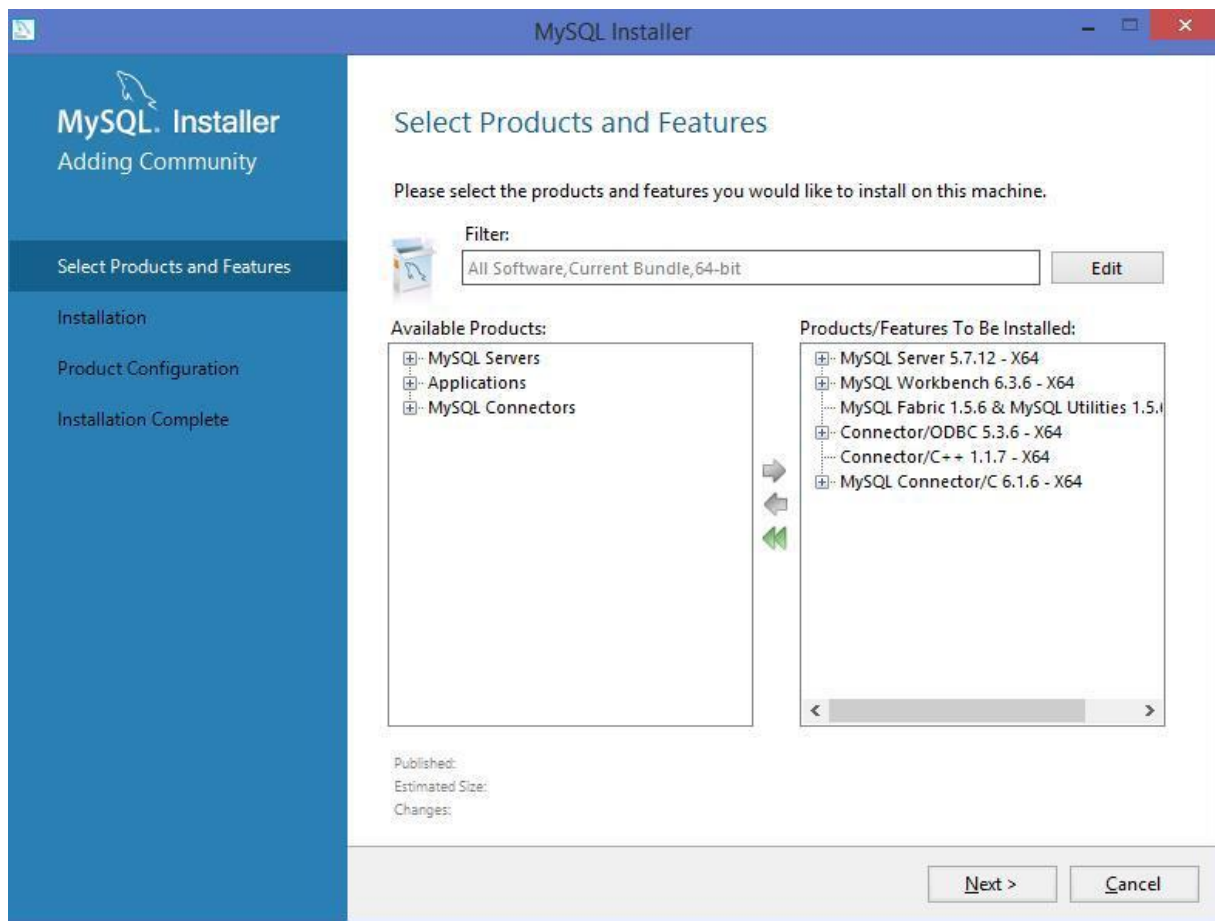 MySQL Installer
MySQL. Installer
Adding Community
Select Products and Features
Installation
Product Configuration
Installation Complete
Select Products and Features
Please select the products and features you would like to install on this machine.
Filter:
All Software,Current Bundle,64-bit
Edit
Available Products:
MySQL Servers
Applications
MySQL Connectors
Products/Features To Be Installed:
MySQL Server 5.7.12 - X64
MySQL Workbench 6.3.6 - X64
MySQL Fabric 1.5.6 & MySQL Utilities
Connector/ODBC 5.3.6 - X64
Connector/C++ 1.1.7 - X64
MySQL Connector/C 6.1.6 - X64
Published:
Estimated Size:
Changes:
Next >
Cancel